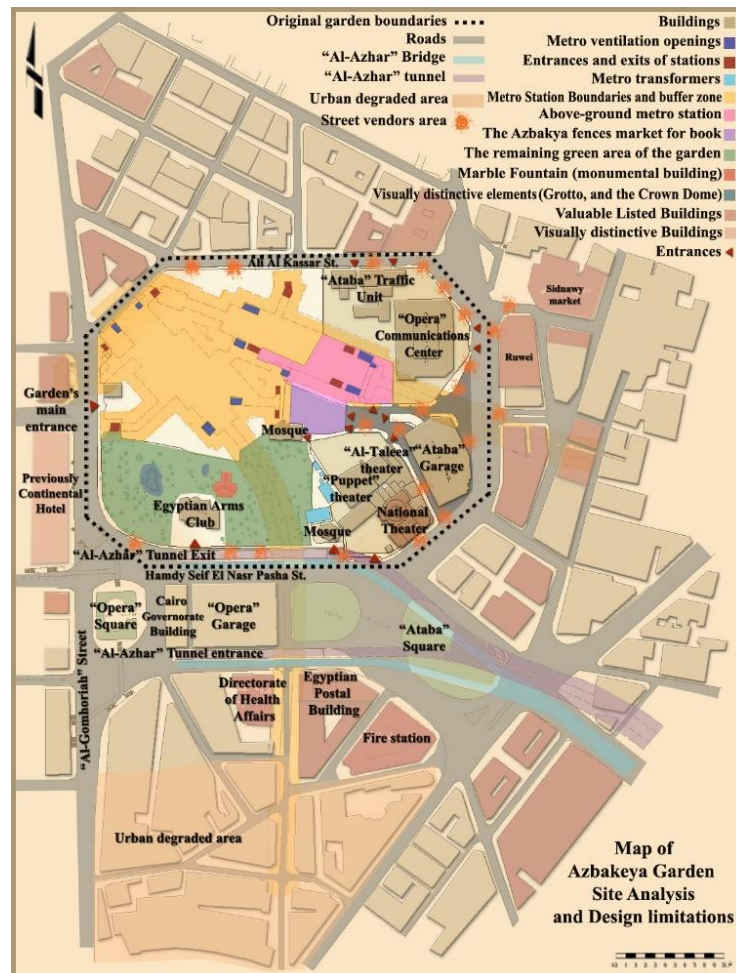 Original garden boundaries
Roads
“Al-Azhar” Bridge
“Al-Azhar” tunnel
Urban degraded area
Street vendors area
Buildings
Metro ventilation openings
Entrances and exits of stations
Metro transformers
Metro Station Boundaries and buffer zone
Above-ground metro station
The Azbakya fences market for book
The remaining green area of the garden
Marble Fountain (monumental building)
Visually distinctive elements (Grotto, and the Crown Dome)
Valuable Listed Buildings
Visually distinctive Buildings
Entrances
Ali Al Kassar St.
“Ataba” Traffic
Unit
“Opera”
Communications
Center
Sidnawy
market
Ruwei
Garden's
main
entrance
Mosque
“Al-Taleea”
theater
“Ataba”
Garage
“Puppet”
theater
Previously
Continental
Hotel
Egyptian Arms
Club
National
Theater
Mosque
“Al-Azhar” Tunnel Exit
Hamdy Seif El Nasr Pasha St.
“Opera”
Square
Cairo
Governorate
Building
“Opera”
Garage
“Ataba”
Square
“Al-Azhar” Tunnel entrance
“Al-Gomhoriah” Street
Directorate
of Health
Affairs
Egyptian
Postal
Building
Fire station
Urban degraded area
Map of
Azbakeya Garden
Site Analysis
and Design limitations